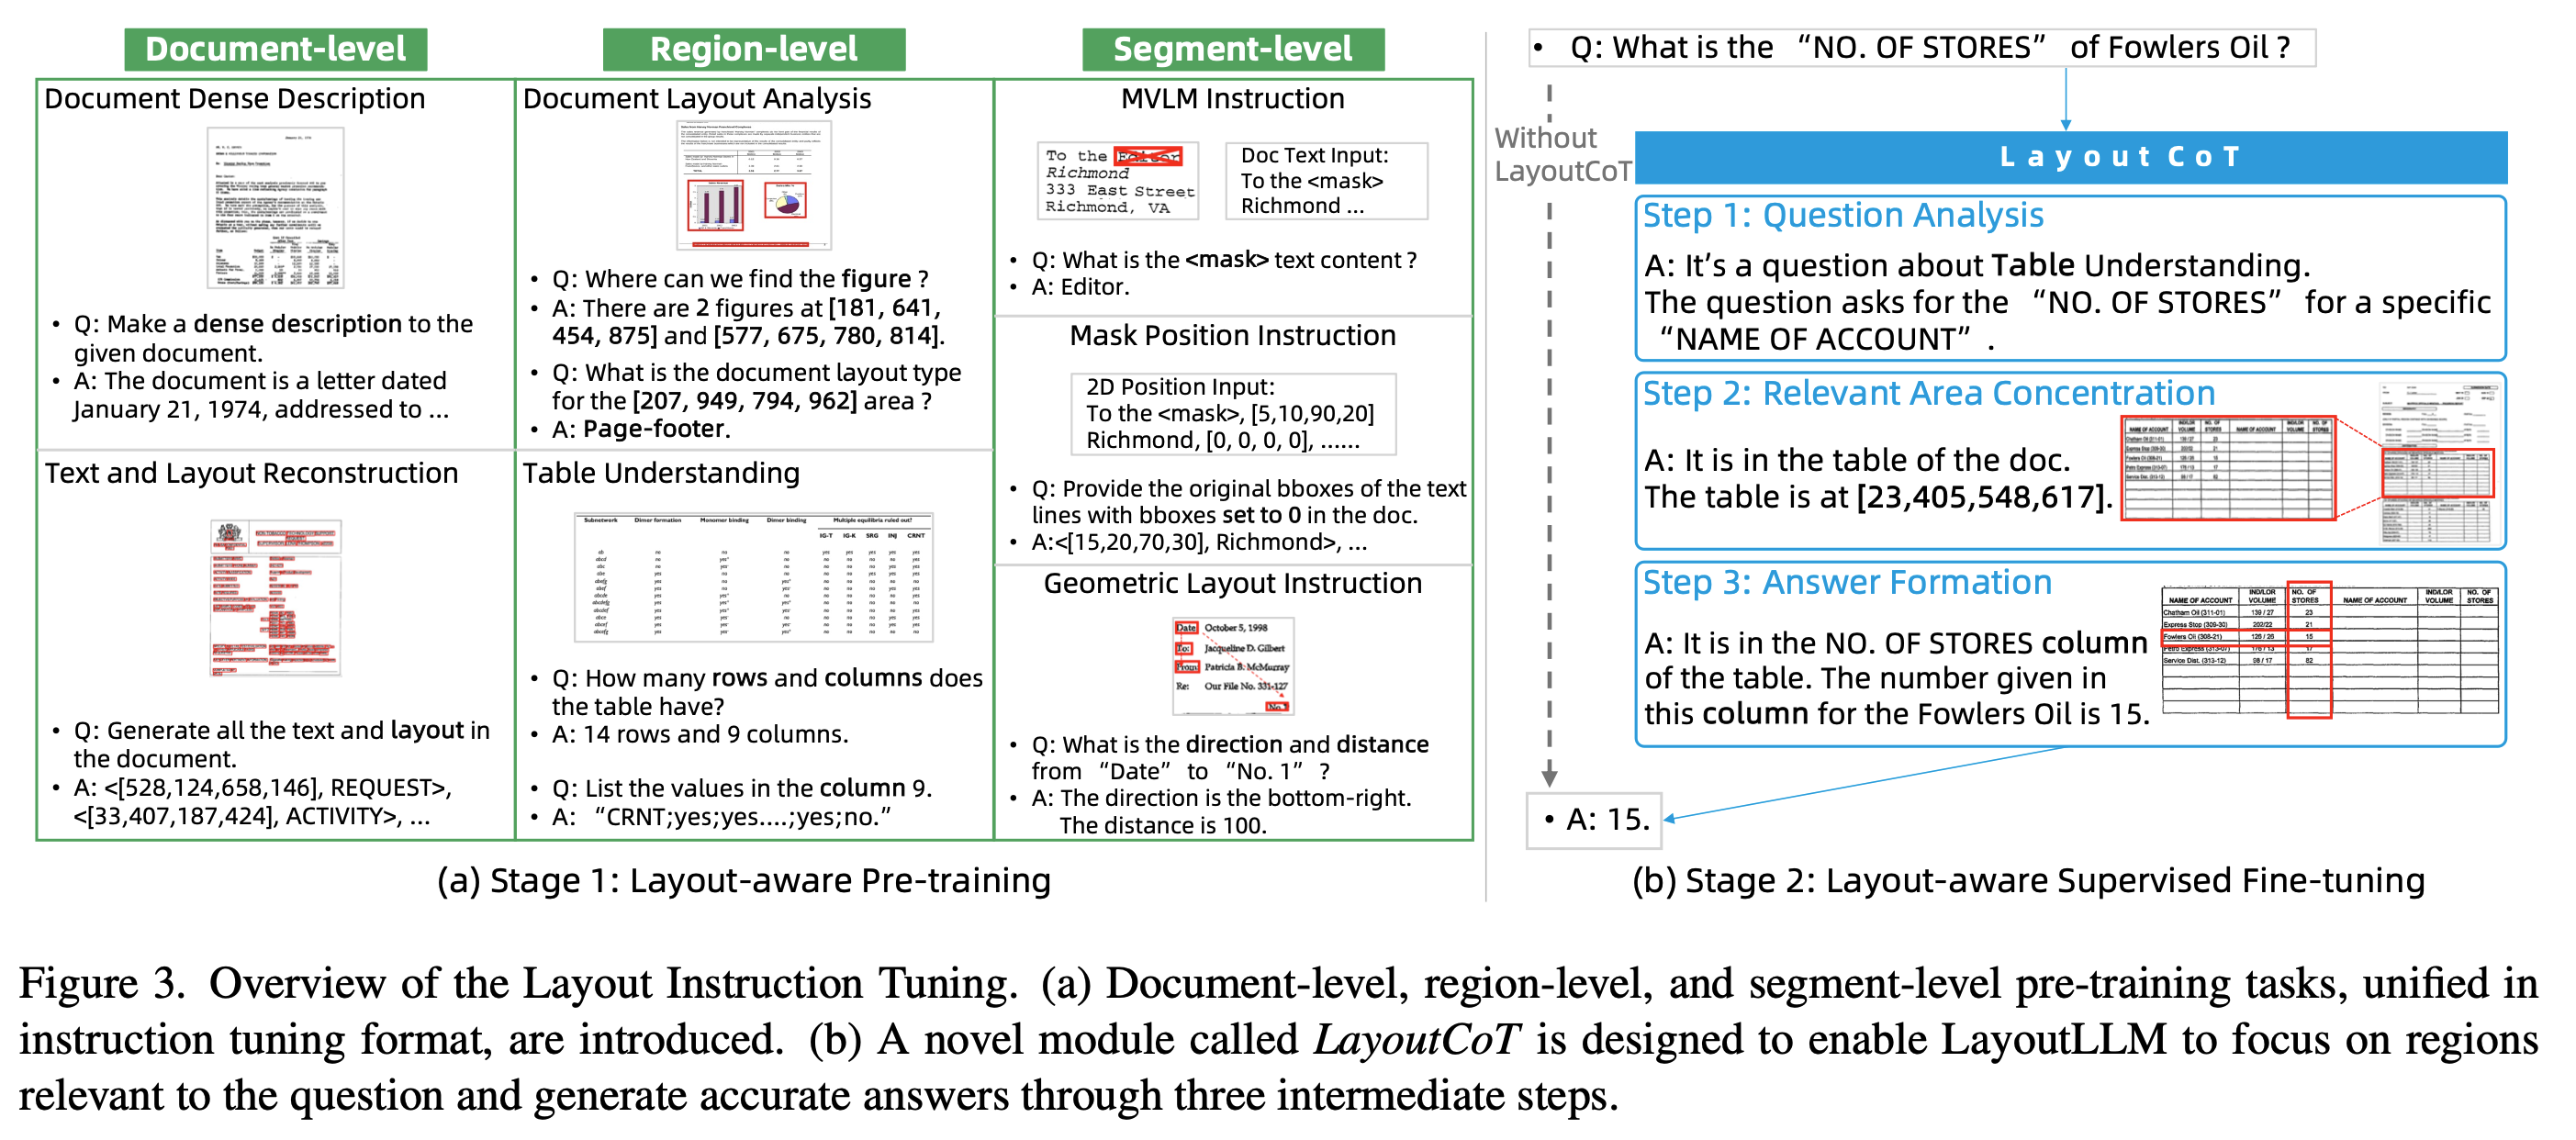 Document-level
Document Dense Description
• Q: Make a dense description to the
given document.
• A: The document is a letter dated
January 21, 1974, addressed to ...
Text and Layout Reconstruction
• Q: Generate all the text and layout in
the document.
• A: <[528,124,658,146], REQUEST>,
<[33,407,187,424], ACTIVITY>, ...
Region-level
Document Layout Analysis
• Q: Where can we find the figure ?
• A: There are 2 figures at [181, 641,
454, 875] and [577, 675, 780, 814].
• Q: What is the document layout type
for the [207, 949, 794, 962] area ?
• A: Page-footer.
Table Understanding
Subnetwork Dimer formation Monomer binding Dimer binding Multiple equilibria ruled out?
IG-T IG-K SRG INJ CRNT
• Q: How many rows and columns does
the table have?
• A: 14 rows and 9 columns.
• Q: List the values in the column 9.
• A: “CRNT;yes;yes....;yes;no.”
Segment-level
MVLM Instruction
To the Editor
Richmond
333 East Street
Richmond, VA
Doc Text Input:
To the <mask>
Richmond ...
• Q: What is the <mask> text content ?
• A: Editor.
Mask Position Instruction
2D Position Input:
To the <mask>, [5,10,90,20]
Richmond, [0, 0, 0, 0], ......
• Q: Provide the original bboxes of the text
lines with bboxes set to 0 in the doc.
• A:<[15,20,70,30], Richmond>, ...
Geometric Layout Instruction
Date: October 5, 1998
To: Jacqueline D. Gilbert
From: Patricia B. McMurray
Re: Our File No. 331-127
No. 1
• Q: What is the direction and distance
from “Date” to “No. 1” ?
• A: The direction is the bottom-right.
The distance is 100.
(a) Stage 1: Layout-aware Pre-training
• Q: What is the “NO. OF STORES” of Fowlers Oil ?
Without
LayoutCoT
Layout CoT
Step 1: Question Analysis
A: It’s a question about Table Understanding.
The question asks for the “NO. OF STORES” for a specific
“NAME OF ACCOUNT” .
Step 2: Relevant Area Concentration
A: It is in the table of the doc.
The table is at [23,405,548,617].
Step 3: Answer Formation
A: It is in the NO. OF STORES column
of the table. The number given in
this column for the Fowlers Oil is 15.
NAME OF ACCOUNT IND/LOR VOLUME NO. OF STORES NAME OF ACCOUNT IND/LOR VOLUME NO. OF STORES
Chatham Oil (311-01) 139 / 27 23
Express Stop (309-30) 202/22 21
Fowlers Oil (308-21) 126 / 26 15
Petro Express (313-07) 176 / 13 17
Service Dist. (313-12) 98 / 17 82
• A: 15.
(b) Stage 2: Layout-aware Supervised Fine-tuning
Figure 3. Overview of the Layout Instruction Tuning. (a) Document-level, region-level, and segment-level pre-training tasks, unified in
instruction tuning format, are introduced. (b) A novel module called LayoutCoT is designed to enable LayoutLLM to focus on regions
relevant to the question and generate accurate answers through three intermediate steps.